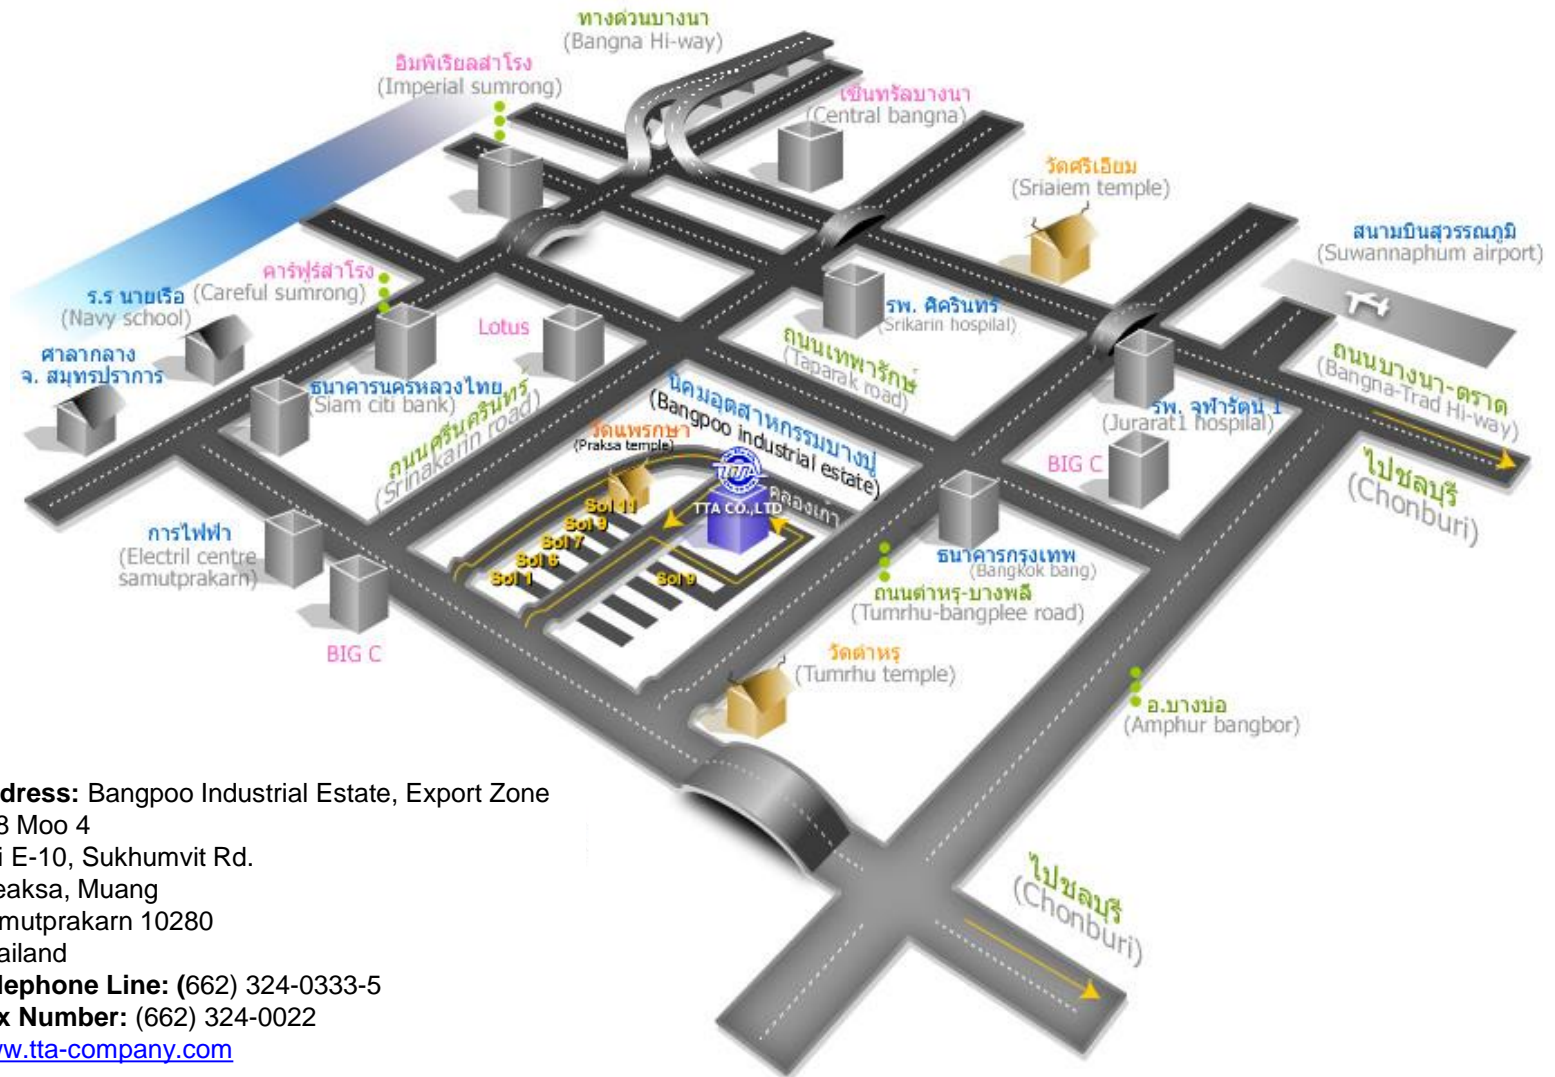 ทางด่วนบางนา
(Bangna Hi-way)
อิมพีเรียลสำโรง
(Imperial sumrong)
เซ็นทรัลบางนา
(Central bangna)
วัดศรีเอี่ยม
(Sriaiem temple)
สนามบินสุวรรณภูมิ
(Suwannaphum airport)
คาร์ฟูร์สำโรง
(Careful sumrong)
ร.ร นายเรือ
(Navy school)
Lotus
รพ. ศิครินทร์
(Srikarin hospilal)
ถนนเทพารักษ์
(Taparak road)
ถนนบางนา-ตราด
(Bangna-Trad Hi-way)
ศาลากลาง
จ. สมุทรปราการ
ธนาคารนครหลวงไทย
(Siam citi bank)
ถนนศรีนครินทร์
(Srinakarin road)
นิคมอุตสาหกรรมบางปู
(Bangpoo industrial estate)
วัดแพรกษา
(Praksa temple)
รพ. จุฬารัตน์ 1
(Jurarat1 hospilal)
BIG C
ไปชลบุรี
(Chonburi)
TTA
TTA CO.,LTD
คลองเก้า
Soi 11
Soi 9
Soi 7
Soi 6
Soi 1
Soi 9
การไฟฟ้า
(Electril centre
samutprakarn)
BIG C
ธนาคารกรุงเทพ
(Bangkok bang)
ถนนตำหรุ-บางพลี
(Tumrhu-bangplee road)
วัดตำหรุ
(Tumrhu temple)
อ.บางบ่อ
(Amphur bangbor)
ไปชลบุรี
(Chonburi)
dress: Bangpoo Industrial Estate, Export Zone
8 Moo 4
i E-10, Sukhumvit Rd.
eaksa, Muang
mutprakarn 10280
ailand
lephone Line: (662) 324-0333-5
x Number: (662) 324-0022
w.tta-company.com